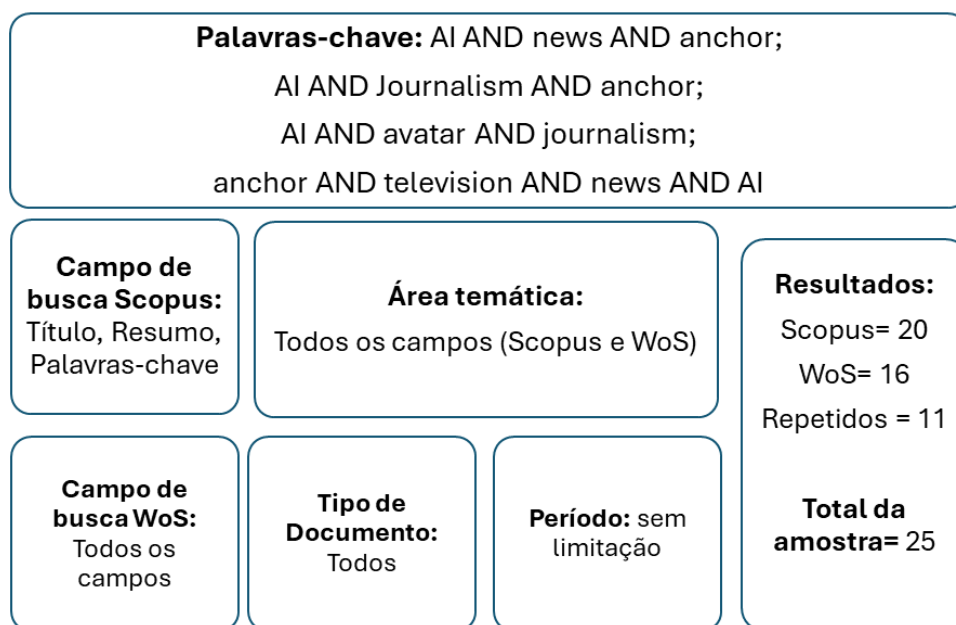 Palavras-chave: AI AND news AND anchor;
AI AND Journalism AND anchor;
AI AND avatar AND journalism;
anchor AND television AND news AND AI
Campo de
busca Scopus:
Título, Resumo,
Palavras-chave
Área temática:
Todos os campos (Scopus e WoS)
Campo de
busca WoS:
Todos os
campos
Tipo de
Documento:
Todos
Período: sem
limitação
Resultados:
Scopus= 20
WoS= 16
Repetidos = 11
Total da
amostra= 25